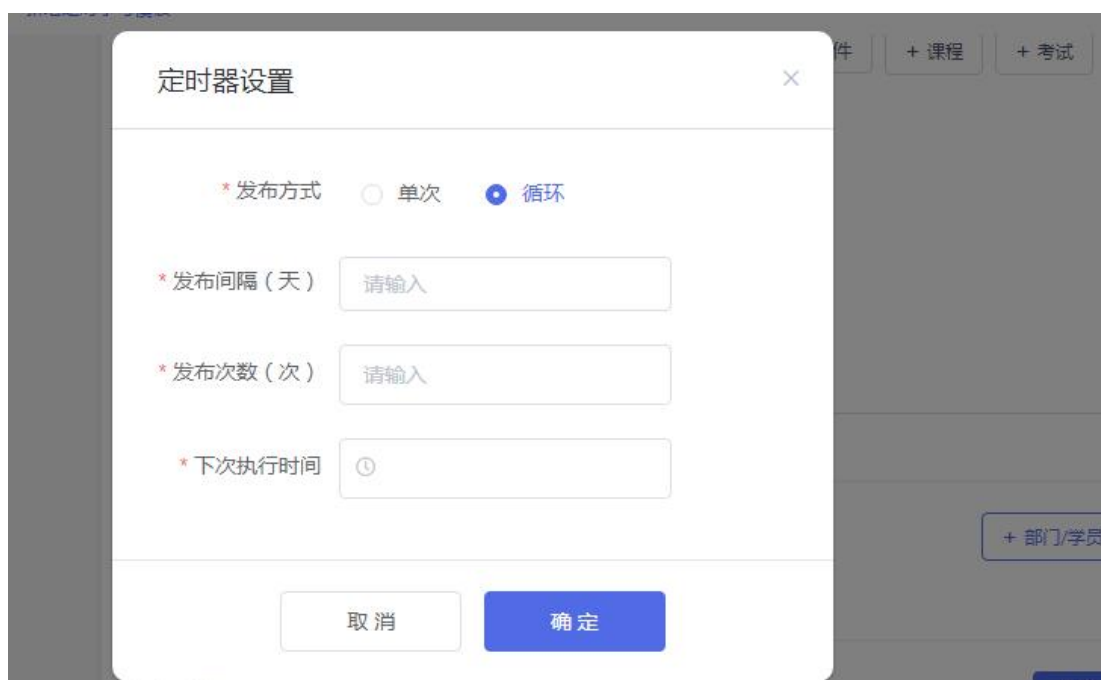 件
+ 课程
+ 考试
定时器设置
* 发布方式 单次 循环
* 发布间隔（天） 请输入
* 发布次数（次） 请输入
* 下次执行时间
+ 部门/学员
取消 确定